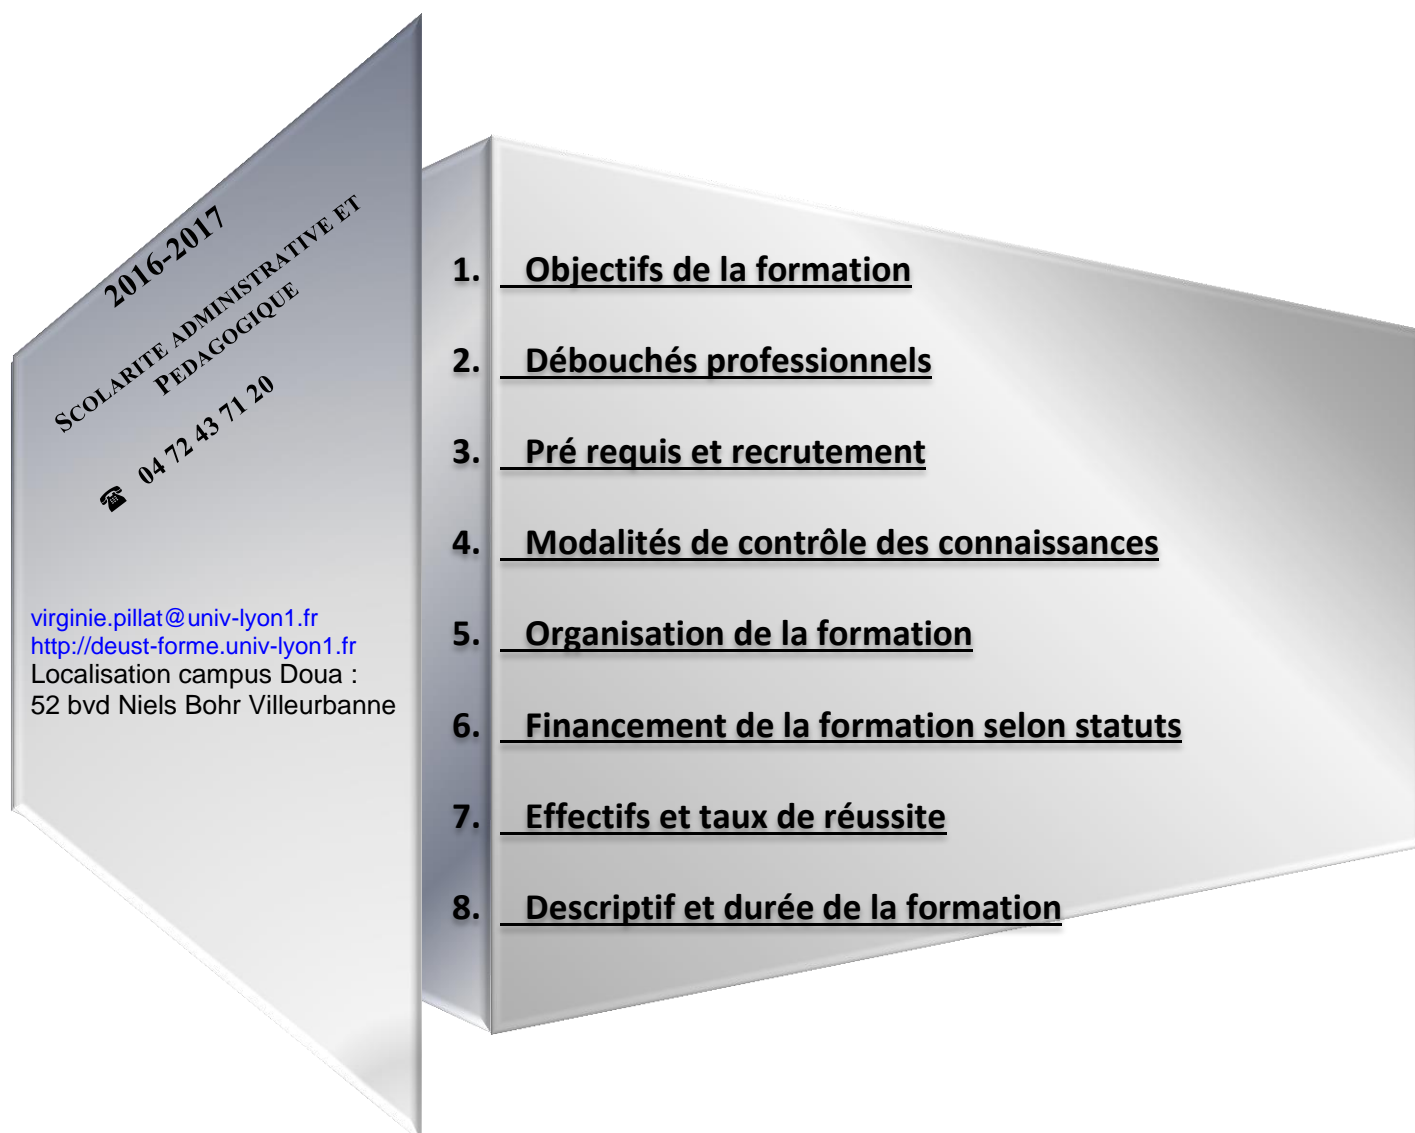 2016-2017
SCOLARITE ADMINISTRATIVE ET
PEDAGOGIQUE
☎ 04 72 43 71 20
virginie.pillat@univ-lyon1.fr
http://deust-forme.univ-lyon1.fr
Localisation campus Doua :
52 bvd Niels Bohr Villeurbanne
1. Objectifs de la formation
2. Débouchés professionnels
3. Pré requis et recrutement
4. Modalités de contrôle des connaissances
5. Organisation de la formation
6. Financement de la formation selon statuts
7. Effectifs et taux de réussite
8. Descriptif et durée de la formation